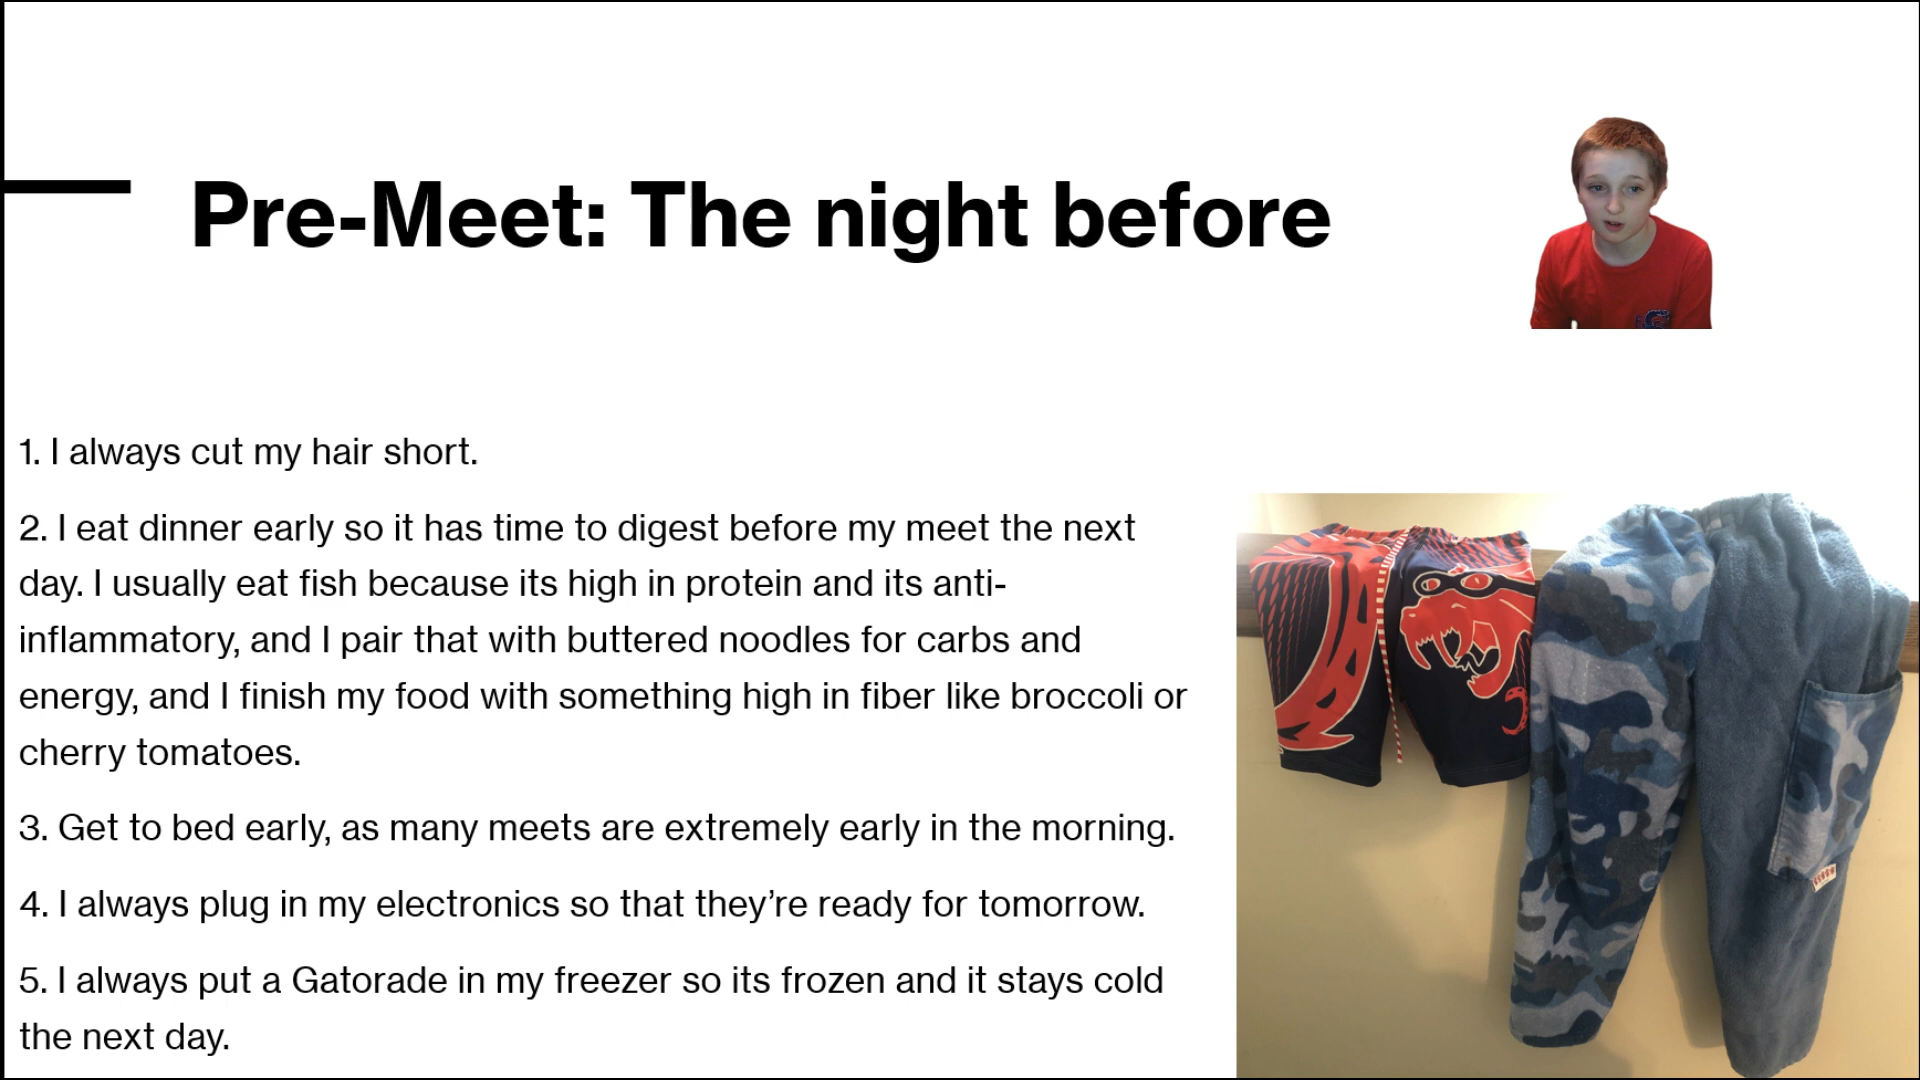 Pre-Meet: The night before
1. I always cut my hair short.
2. I eat dinner early so it has time to digest before my meet the next
day. I usually eat fish because its high in protein and its anti-
inflammatory, and I pair that with buttered noodles for carbs and
energy, and I finish my food with something high in fiber like broccoli or
cherry tomatoes.
3. Get to bed early, as many meets are extremely early in the morning.
4. I always plug in my electronics so that they’re ready for tomorrow.
5. I always put a Gatorade in my freezer so its frozen and it stays cold
the next day.